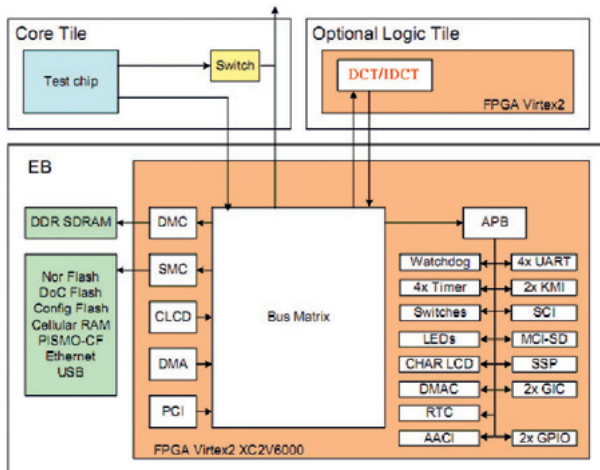 Core Tile
Test chip
Switch
Optional Logic Tile
DCT/IDCT
FPGA Virtex2
EB
DDR SDRAM
Nor Flash
DoC Flash
Config Flash
Cellular RAM
PISMO-CF
Ethernet
USB
DMC
SMC
CLCD
DMA
PCI
Bus Matrix
APB
Watchdog
4x UART
4x Timer
2x KMI
Switches
SCI
LEDs
MCI-SD
CHAR LCD
SSP
DMAC
2x GIC
RTC
AACI
2x GPIO
FPGA Virtex2 XC2V6000